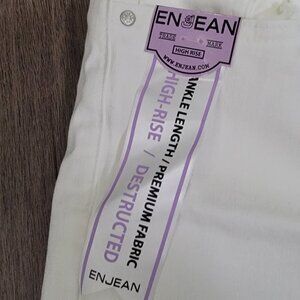 ENJEAN
TRADE MARK
HIGH RISE
WWW.ENJEAN.COM
ANKLE LENGTH / PREMIUM FABRIC
HIGH-RISE / DESTRUCTED
ENJEAN